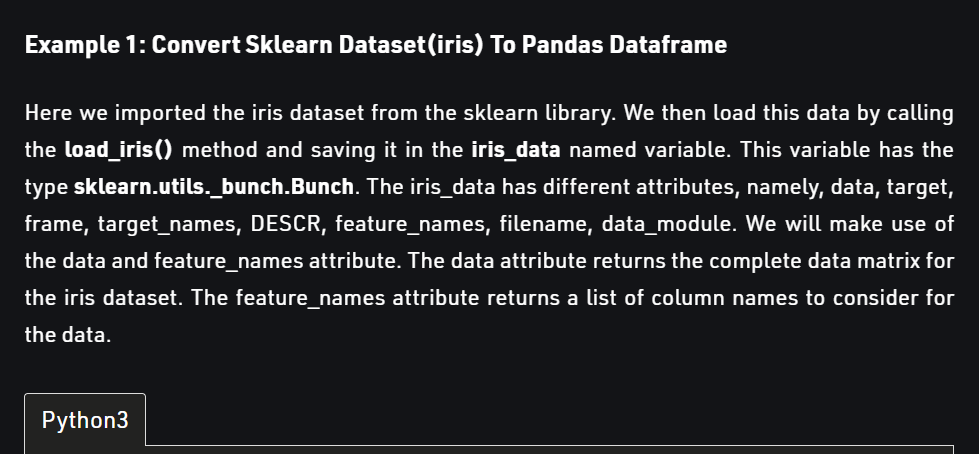 Example 1: Convert Sklearn Dataset(iris) To Pandas Dataframe
Here we imported the iris dataset from the sklearn library. We then load this data by calling
the load_iris() method and saving it in the iris_data named variable. This variable has the
type sklearn.utils._bunch.Bunch. The iris_data has different attributes, namely, data, target,
frame, target_names, DESCR, feature_names, filename, data_module. We will make use of
the data and feature_names attribute. The data attribute returns the complete data matrix for
the iris dataset. The feature_names attribute returns a list of column names to consider for
the data.
Python3